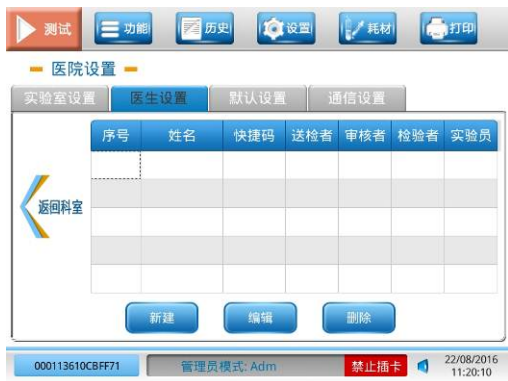 测试 功能 历史 设置 耗材 打印
医院设置
实验室设置 医生设置 默认设置 通信设置
序号 姓名 快捷码 送检者 审核者 检验者 实验员
返回科室
新建 编辑 删除
000113610CBFF71 管理员模式: Adm 禁止插卡 22/08/2016
11:20:10